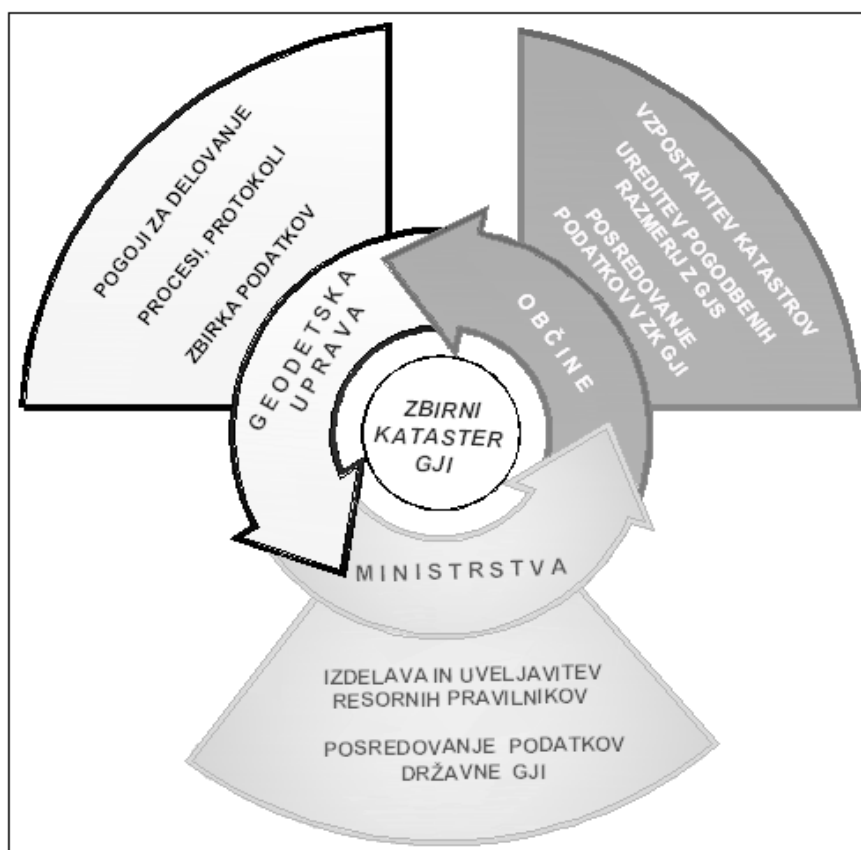 POGOJI ZA DELOVANJE
PROCESI, PROTOKOLI
ZBIRKA PODATKOV
VZPOSTAVITEV KATASTROV
UREDITEV POGODBENIH
RAZMERIJ Z GJS
POSREDOVANJE
PODATKOV V ZK GJI
GEODETSKA
UPRAVA
OBČINE
ZBIRNI
KATASTER
GJI
MINISTRSTVA
IZDELAVA IN UVELJAVITEV
RESORNIH PRAVILNIKOV
POSREDOVANJE PODATKOV
DRŽAVNE GJI